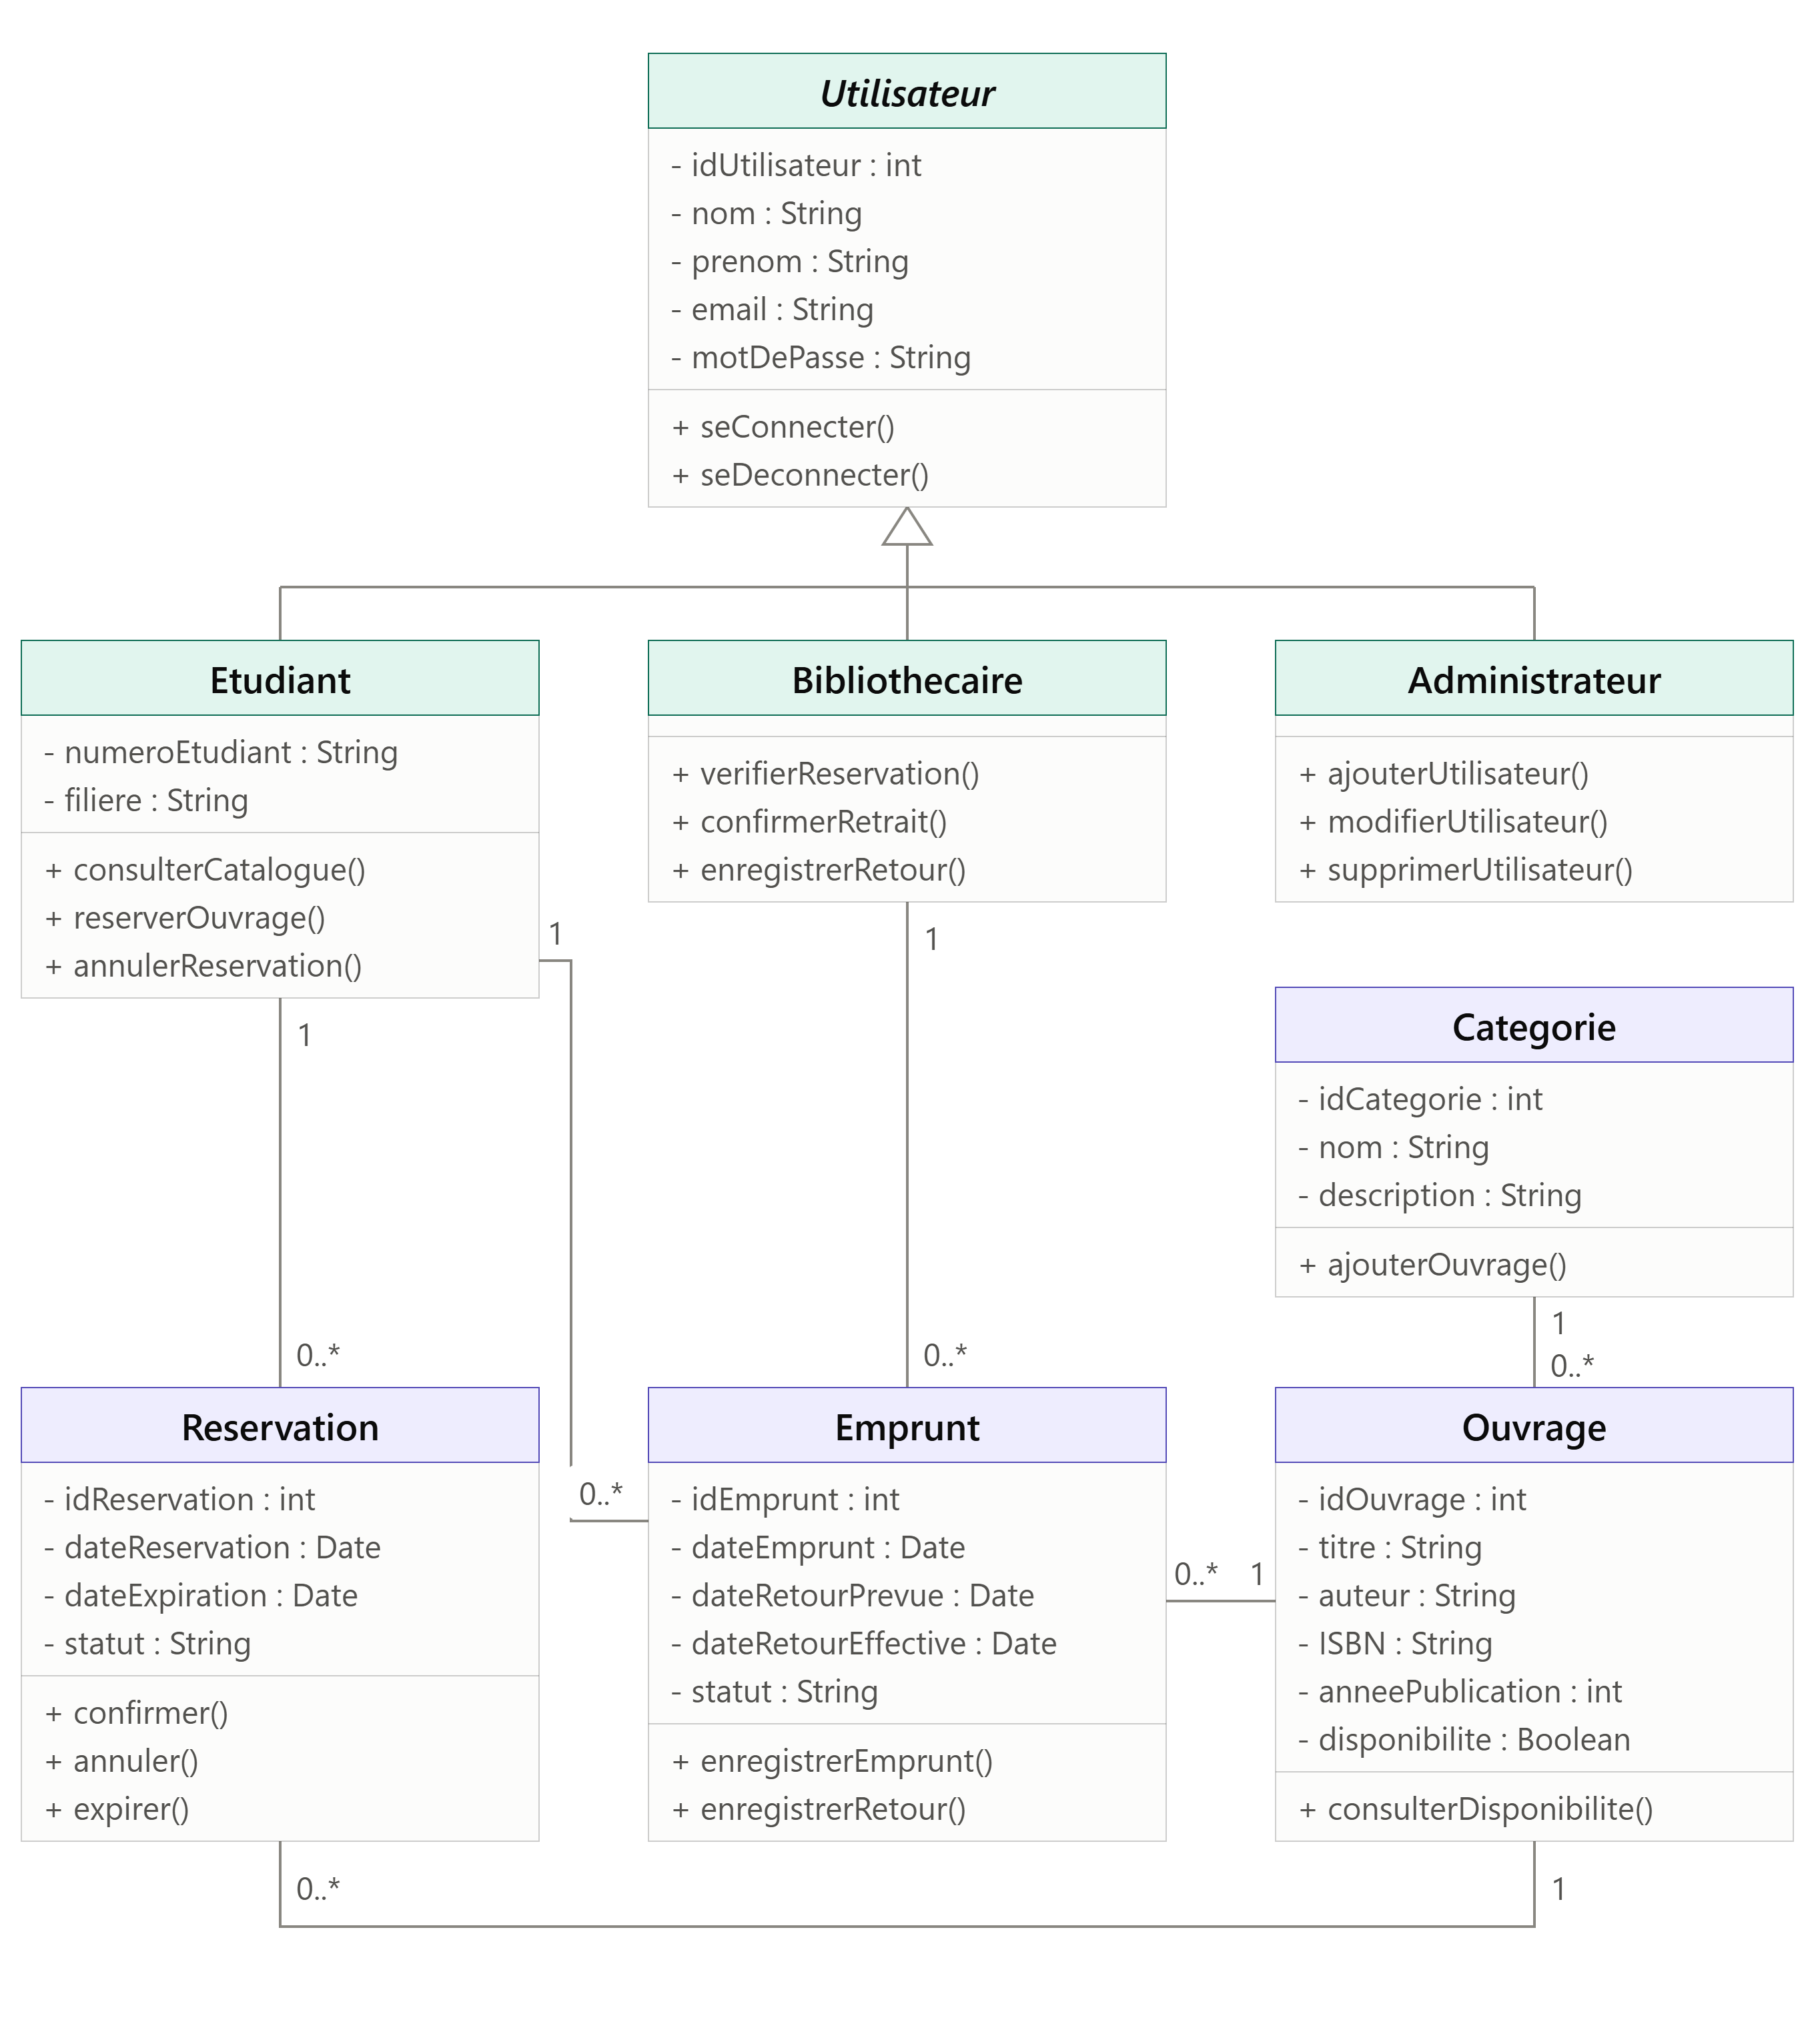 Utilisateur
- idUtilisateur : int
- nom : String
- prenom : String
- email : String
- motDePasse : String
+ seConnecter()
+ seDeconnecter()
Etudiant
- numeroEtudiant : String
- filiere : String
+ consulterCatalogue()
+ reserverOuvrage()
+ annulerReservation()
1
1
Bibliothecaire
+ verifierReservation()
+ confirmerRetrait()
+ enregistrerRetour()
1
Administrateur
+ ajouterUtilisateur()
+ modifierUtilisateur()
+ supprimerUtilisateur()
Categorie
- idCategorie : int
- nom : String
- description : String
+ ajouterOuvrage()
1
0..*
0..*
0..*
Reservation
- idReservation : int
- dateReservation : Date
- dateExpiration : Date
- statut : String
+ confirmer()
+ annuler()
+ expirer()
0..*
0..*
Emprunt
- idEmprunt : int
- dateEmprunt : Date
- dateRetourPrevue : Date
- dateRetourEffective : Date
- statut : String
+ enregistrerEmprunt()
+ enregistrerRetour()
0..* 1
Ouvrage
- idOuvrage : int
- titre : String
- auteur : String
- ISBN : String
- anneePublication : int
- disponibilite : Boolean
+ consulterDisponibilite()
1